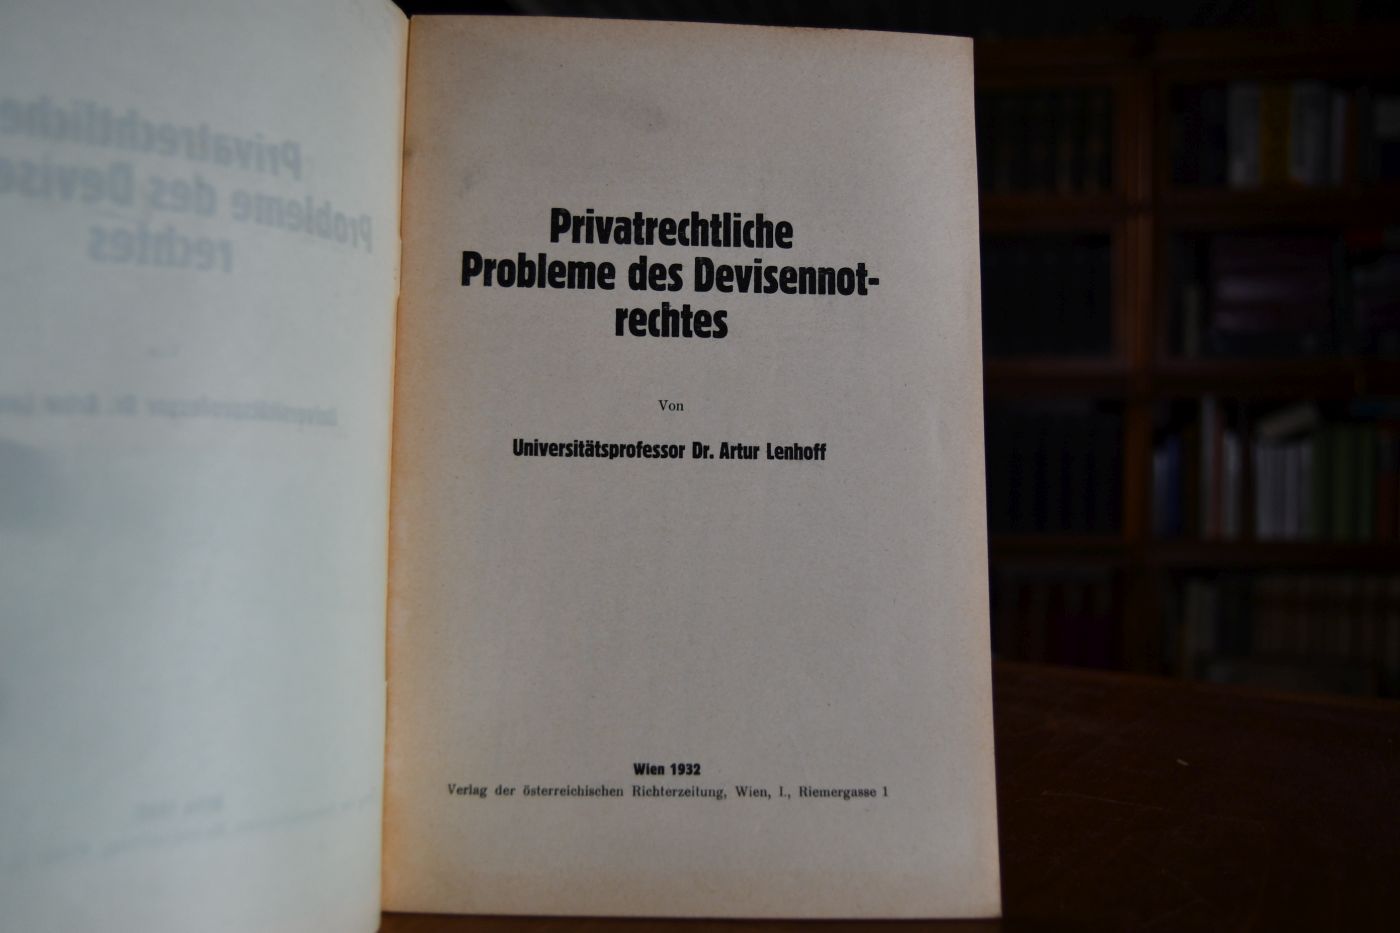 Privatrechtliche
Probleme des Devisennot-
rechtes
Von
Universitätsprofessor Dr. Artur Lenhoff
Wien 1932
Verlag der österreichischen Richterzeitung, Wien, I., Riemergasse 1